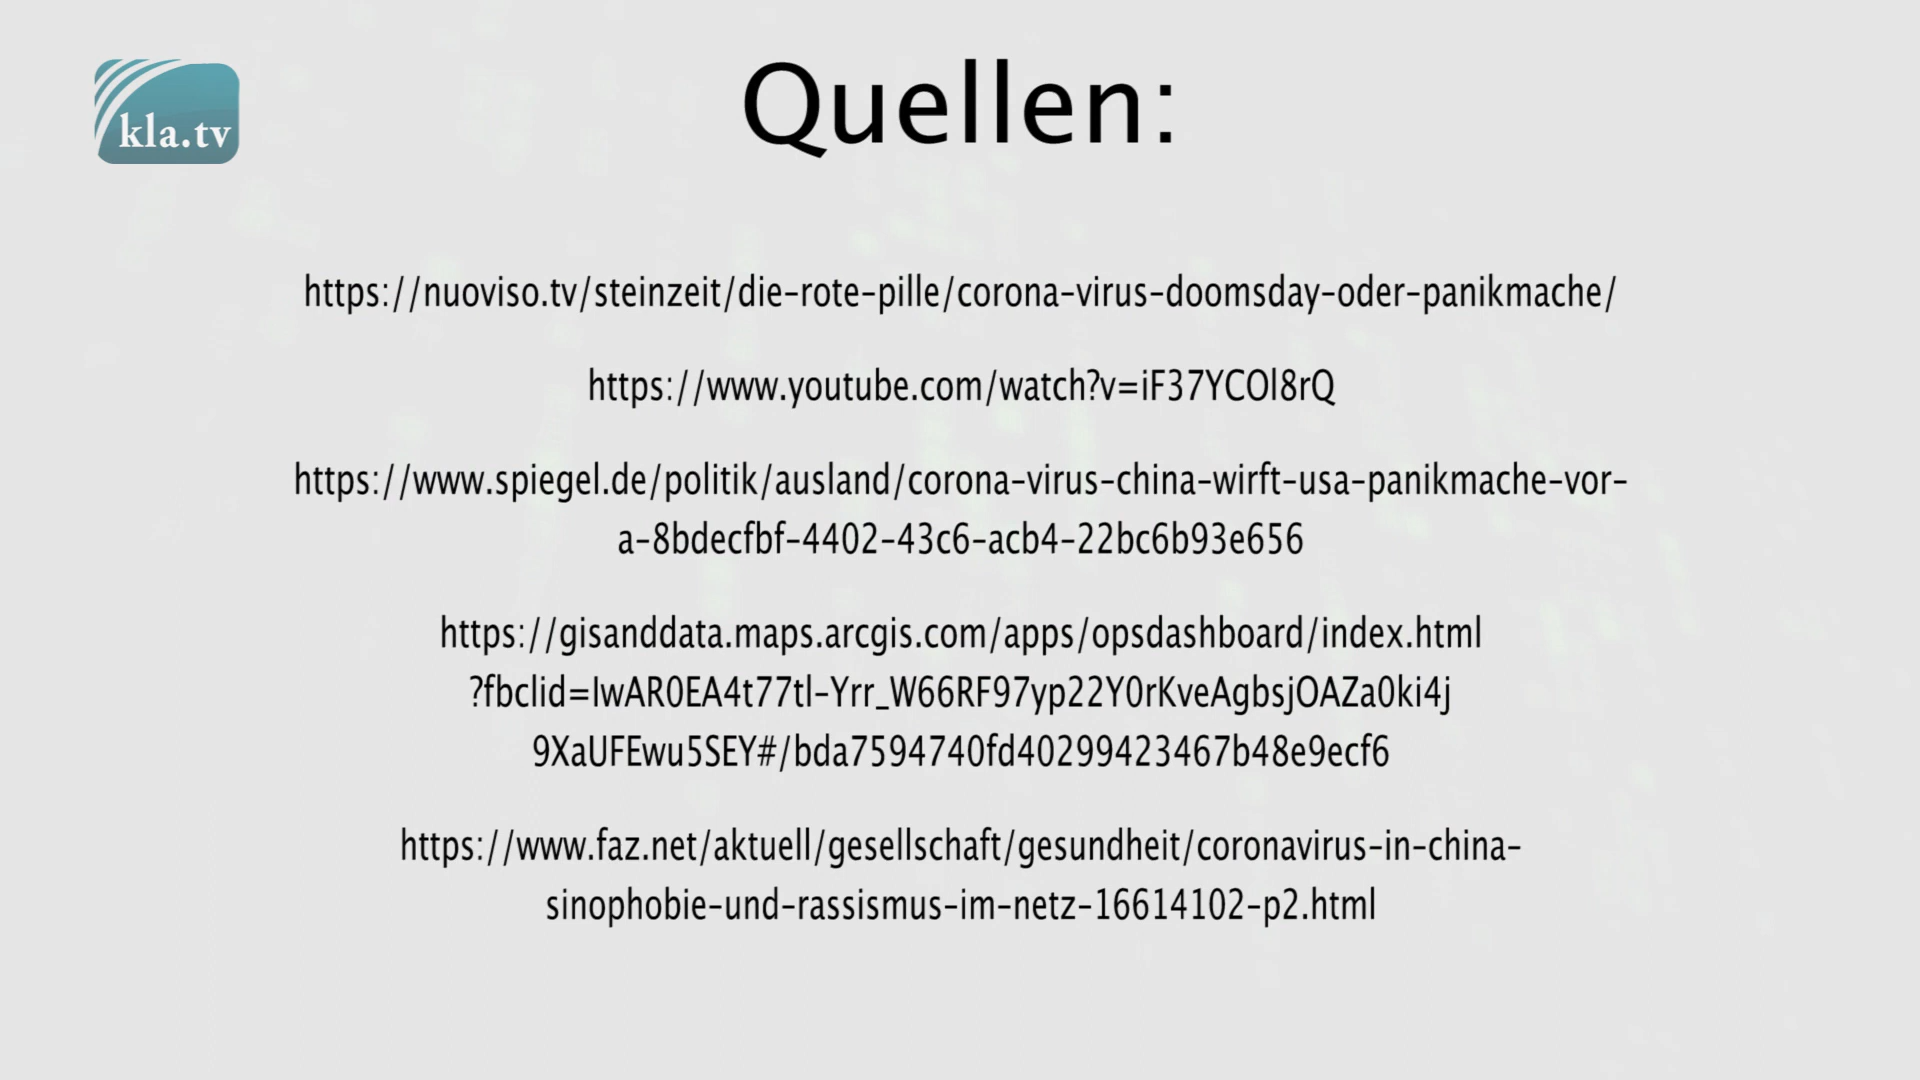 kla.tv
Quellen:
https://nuoviso.tv/steinzeit/die-rote-pille/corona-virus-doomsday-oder-panikmache/
https://www.youtube.com/watch?v=iF37YCOl8rQ
https://www.spiegel.de/politik/ausland/corona-virus-china-wirft-usa-panikmache-vor-
a-8bdecfbf-4402-43c6-acb4-22bc6b93e656
https://gisanddata.maps.arcgis.com/apps/opsdashboard/index.html
?fbclid=IwAR0EA4t77tl-Yrr_W66RF97yp22Y0rKveAgbsjOAZa0ki4j
9XaUFEwu5SEY#/bda7594740fd40299423467b48e9ecf6
https://www.faz.net/aktuell/gesellschaft/gesundheit/coronavirus-in-china-
sinophobie-und-rassismus-im-netz-16614102-p2.html